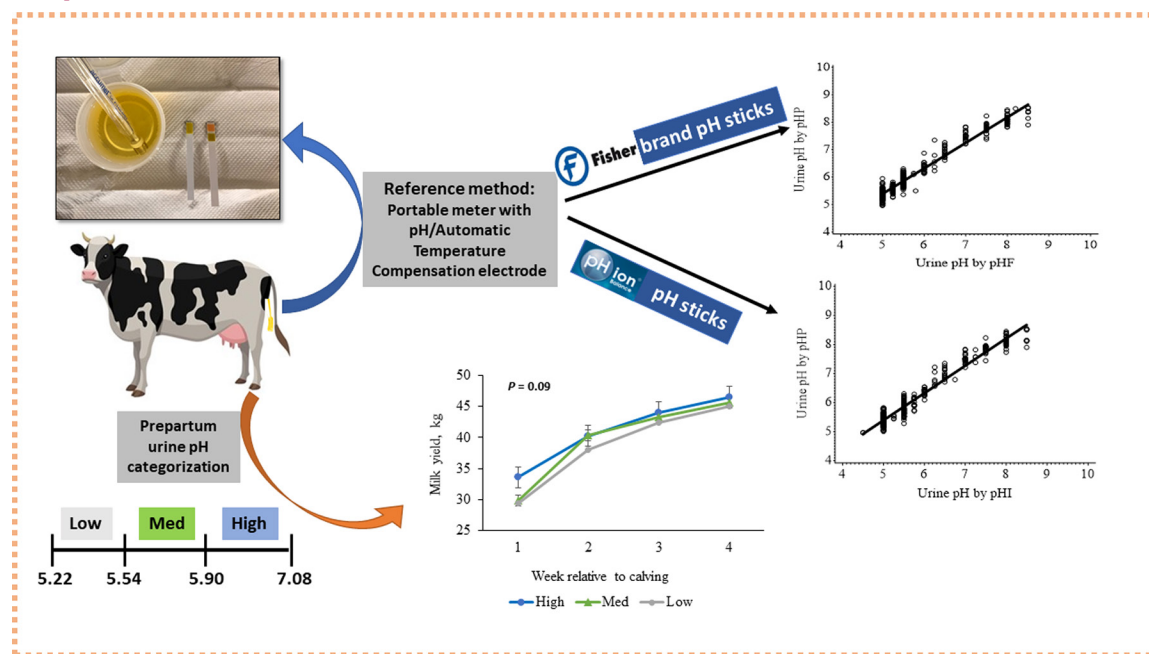 Fisher brand pH sticks
Reference method:
Portable meter with
pH/Automatic
Temperature
Compensation electrode
pH ion
Balance
pH sticks
Prepartum
urine pH
categorization
Low
Med
High
5.22
5.54
5.90
7.08
P = 0.09
Milk yield, kg
50
45
40
35
30
25
1
2
3
4
Week relative to calving
High
Med
Low
Urine pH by pHP
10
9
8
7
6
5
4
4
5
6
7
8
9
10
Urine pH by pHF
Urine pH by pHP
10
9
8
7
6
5
4
4
5
6
7
8
9
10
Urine pH by pHI